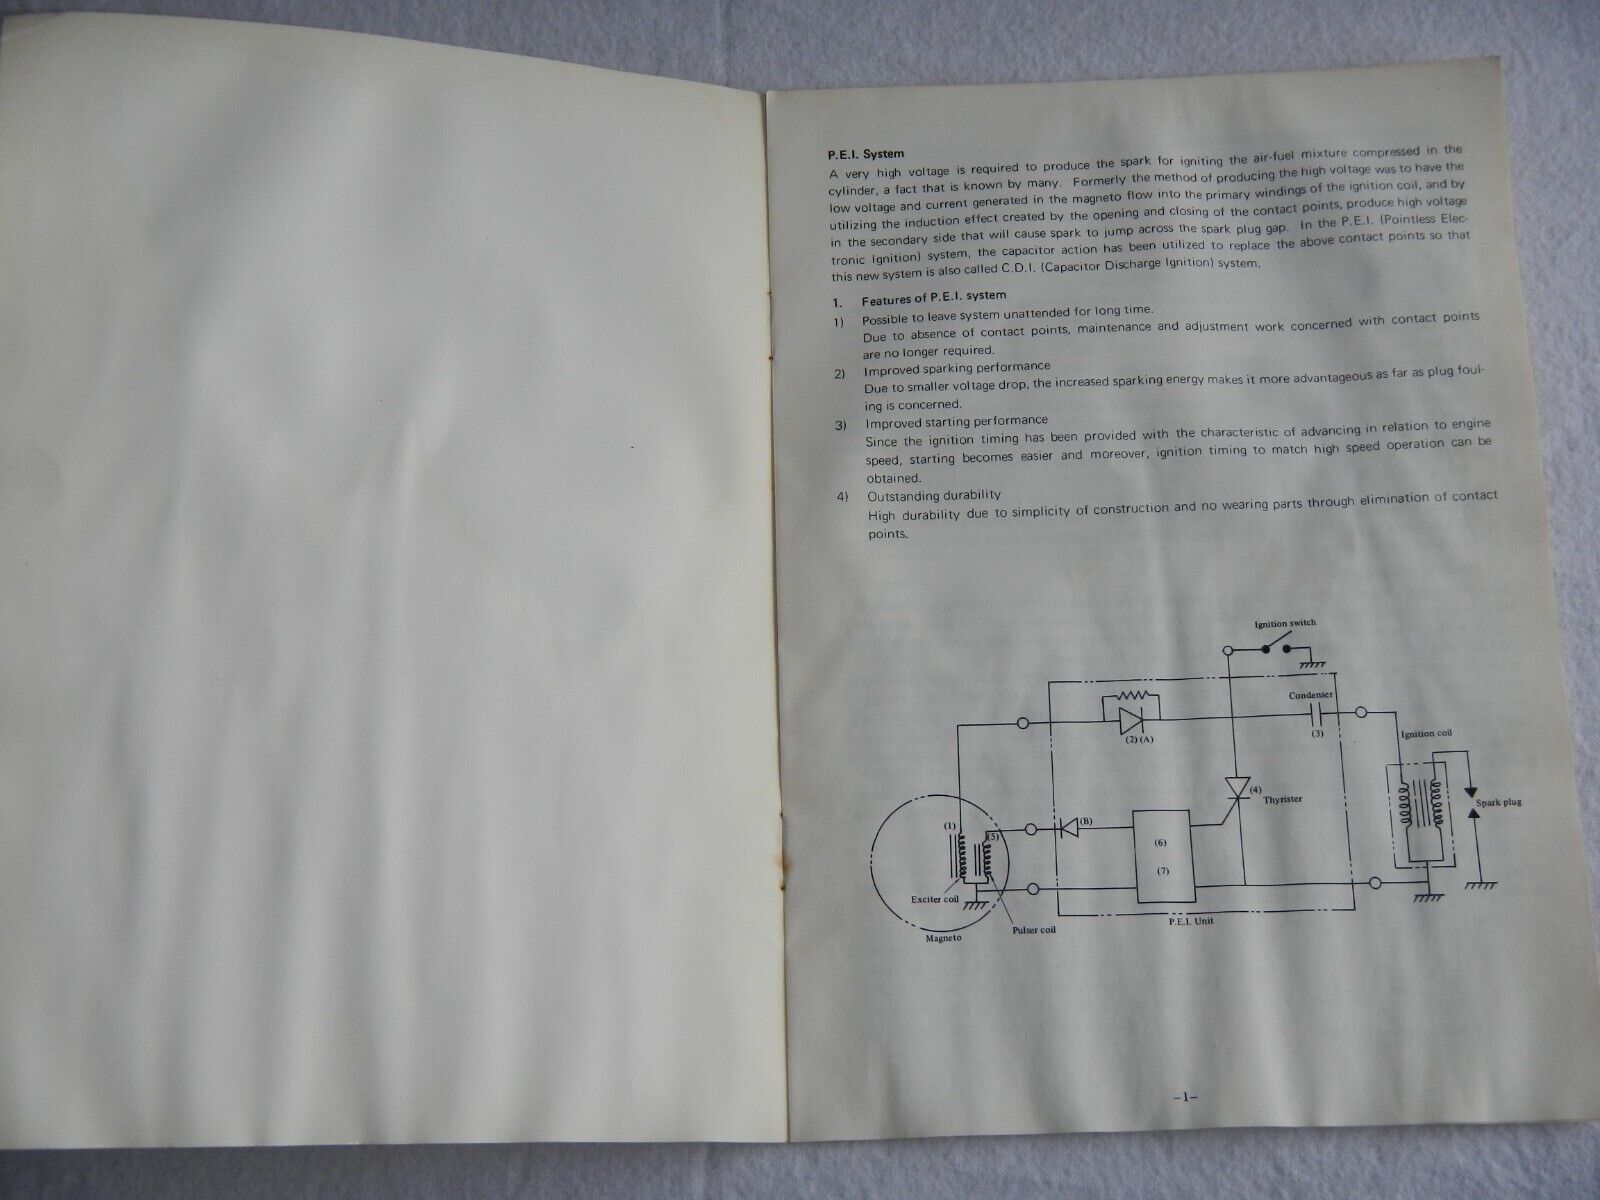 P.E.I. System
A very high voltage is required to produce the spark for igniting the air-fuel mixture compressed in the
cylinder, a fact that is known by many. Formerly the method of producing the high voltage was to have the
low voltage and current generated in the magneto flow into the primary windings of the ignition coil, and by
utilizing the induction effect created by the opening and closing of the contact points, produce high voltage
in the secondary side that will cause spark to jump across the spark plug gap. In the P.E.I. (Pointless Elec-
tronic Ignition) system, the capacitor action has been utilized to replace the above contact points so that
this new system is also called C.D.I. (Capacitor Discharge Ignition) system.
1. Features of P.E.I. system
1) Possible to leave system unattended for long time.
Due to absence of contact points, maintenance and adjustment work concerned with contact points
are no longer required.
2) Improved sparking performance
Due to smaller voltage drop, the increased sparking energy makes it more advantageous as far as plug foul-
ing is concerned.
3) Improved starting performance
Since the ignition timing has been provided with the characteristic of advancing in relation to engine
speed, starting becomes easier and moreover, ignition timing to match high speed operation can be
obtained.
4) Outstanding durability
High durability due to simplicity of construction and no wearing parts through elimination of contact
points.
Ignition switch
Condenser
(2) (A)
(3)
Ignition coil
(4)
Thyrister
Spark plug
(1)
(5)
(B)
(6)
(7)
Exciter coil
Magneto
Pulser coil
P.E.I. Unit
–1–